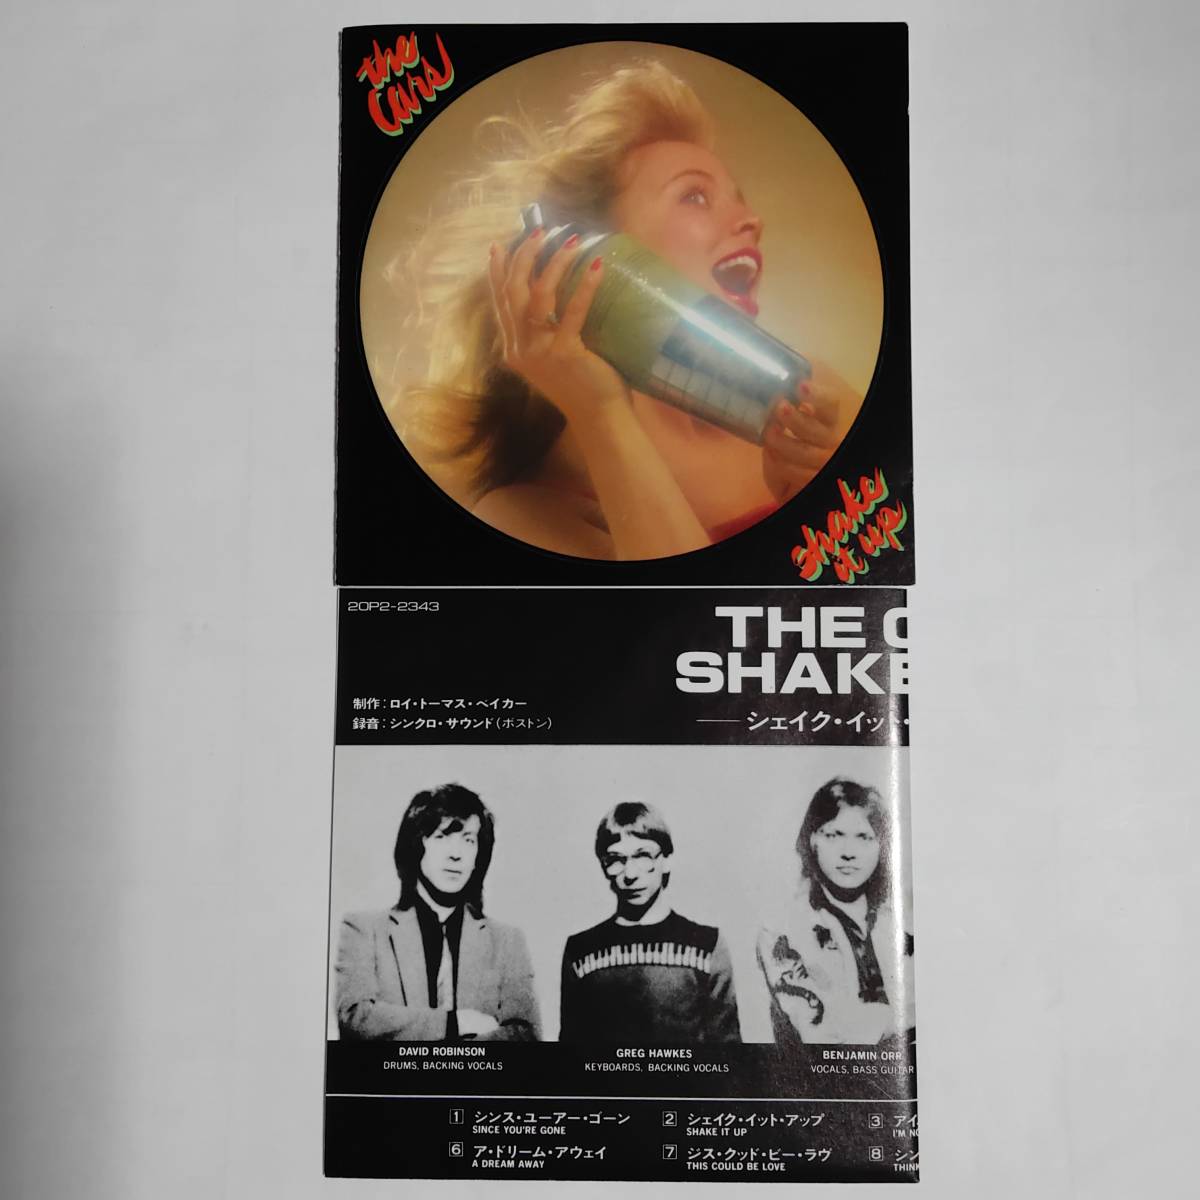 the
Cars
shake
it up
20P2-2343
THE C
SHAKE
制作:ロイ・トーマス・ベイカー
録音:シンクロ・サウンド(ボストン)
シェイク・イット・
DAVID ROBINSON
DRUMS, BACKING VOCALS
GREG HAWKES
KEYBOARDS, BACKING VOCALS
BENJAMIN ORR
VOCALS, BASS GUITAR
1 シンス・ユーアー・ゴーン
SINCE YOU'RE GONE
2 シェイク・イット・アップ
SHAKE IT UP
3 アイ
I'M NO
6 ア・ドリーム・アウェイ
A DREAM AWAY
7 ジス・クッド・ビー・ラヴ
THIS COULD BE LOVE
8 シン
THINK